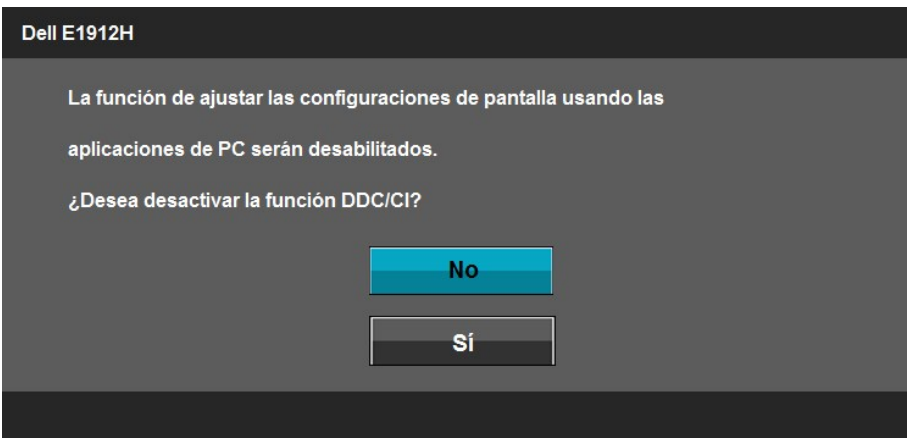 Dell E1912H
La función de ajustar las configuraciones de pantalla usando las
aplicaciones de PC serán desabilitados.
¿Desea desactivar la función DDC/CI?
No
Sí